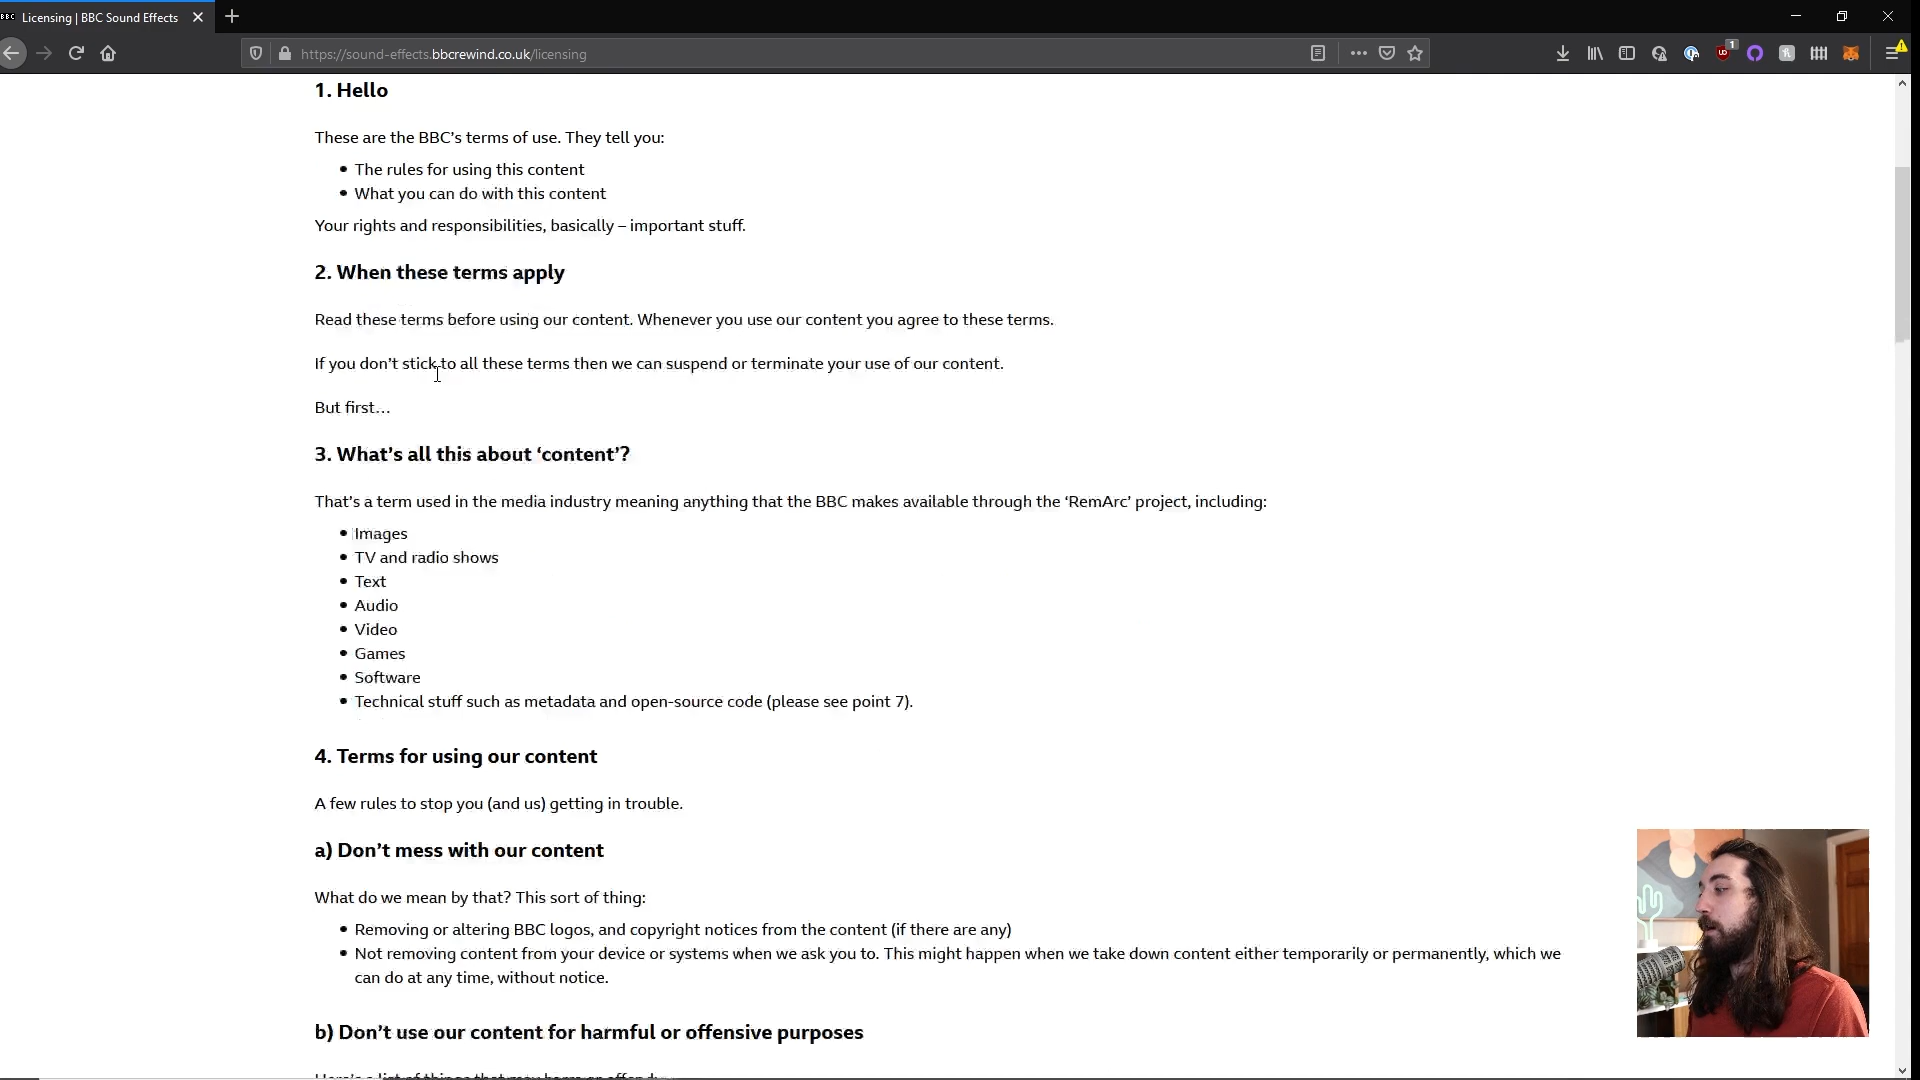 BBC Licensing | BBC Sound Effects
https://sound-effects.bbcrewind.co.uk/licensing
1
1. Hello
These are the BBC’s terms of use. They tell you:
• The rules for using this content
• What you can do with this content
Your rights and responsibilities, basically – important stuff.
2. When these terms apply
Read these terms before using our content. Whenever you use our content you agree to these terms.
If you don’t stick to all these terms then we can suspend or terminate your use of our content.
But first…
3. What’s all this about ‘content’?
That’s a term used in the media industry meaning anything that the BBC makes available through the ‘RemArc’ project, including:
• Images
• TV and radio shows
• Text
• Audio
• Video
• Games
• Software
• Technical stuff such as metadata and open-source code (please see point 7).
4. Terms for using our content
A few rules to stop you (and us) getting in trouble.
a) Don’t mess with our content
What do we mean by that? This sort of thing:
• Removing or altering BBC logos, and copyright notices from the content (if there are any)
• Not removing content from your device or systems when we ask you to. This might happen when we take down content either temporarily or permanently, which we
can do at any time, without notice.
b) Don’t use our content for harmful or offensive purposes